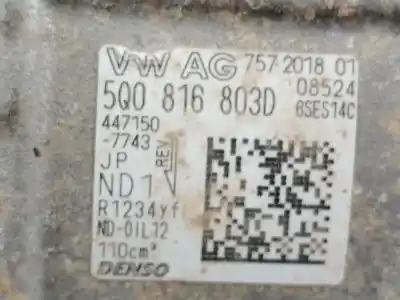 VW AG 757 2018 01
08524
5Q0 816 803D 6SES14C
447150
-7743
JP REV
ND1
R1234yf
ND-OIL12
110cm³
DENSO